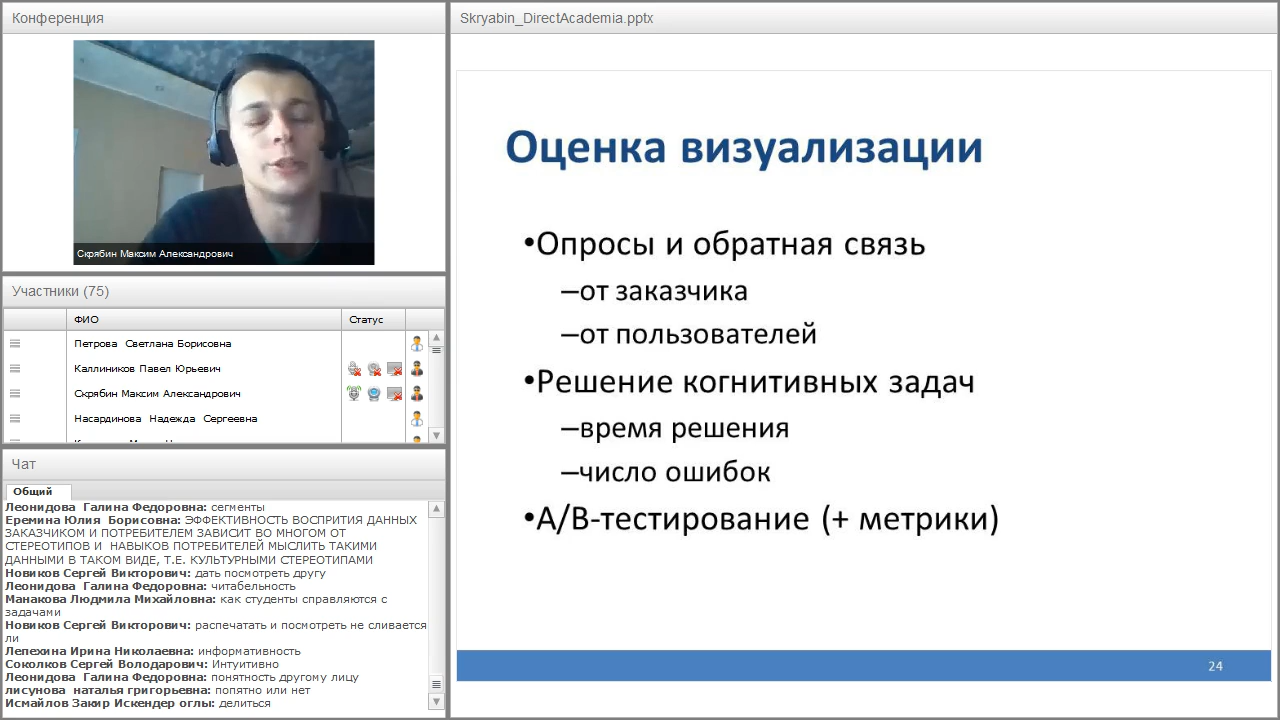 Конференция
Скрябин Максим Александрович
Участники (75)
ФИО
Статус
Петрова Светлана Борисовна
Каллиников Павел Юрьевич
Скрябин Максим Александрович
Насардинова Надежда Сергеевна
Чат
Общий
Леонидова Галина Федоровна: сегменты
Еремина Юлия Борисовна: ЭФФЕКТИВНОСТЬ ВОСПРИТИЯ ДАННЫХ
ЗАКАЗЧИКОМ И ПОТРЕБИТЕЛЕМ ЗАВИСИТ ВО МНОГОМ ОТ
СТЕРЕОТИПОВ И НАВЫКОВ ПОТРЕБИТЕЛЕЙ МЫСЛИТЬ ТАКИМИ
ДАННЫМИ В ТАКОМ ВИДЕ, Т.Е. КУЛЬТУРНЫМИ СТЕРЕОТИПАМИ
Новиков Сергей Викторович: дать посмотреть другу
Леонидова Галина Федоровна: читабельность
Манакова Людмила Михайловна: как студенты справляются с
задачами
Новиков Сергей Викторович: распечатать и посмотреть не сливается
ли
Лепехина Ирина Николаевна: информативность
Соколков Сергей Володарович: Интуитивно
Леонидова Галина Федоровна: понятность другому лицу
лисунова наталья григореевна: попятно или нет
Исмайлов Закир Искендер оглы: делиться
Skryabin_DirectAcademia.pptx
Оценка визуализации
•Опросы и обратная связь
–от заказчика
–от пользователей
•Решение когнитивных задач
–время решения
–число ошибок
•A/B-тестирование (+ метрики)
24